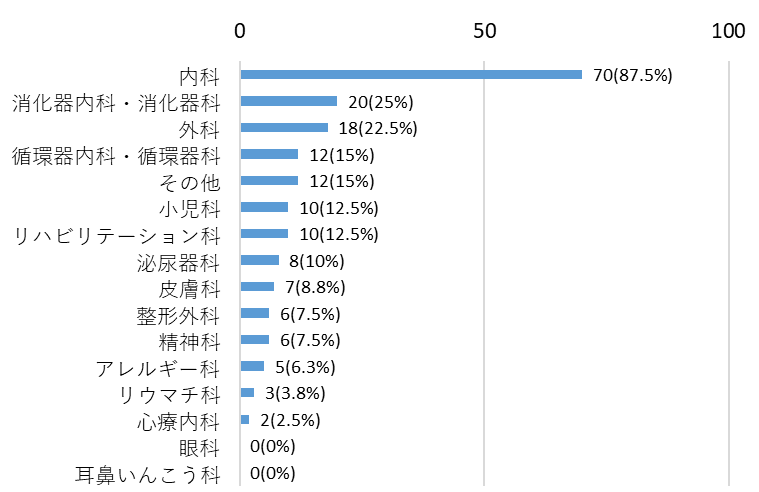 0 50 100
内科 70(87.5%)
消化器内科・消化器科 20(25%)
外科 18(22.5%)
循環器内科・循環器科 12(15%)
その他 12(15%)
小児科 10(12.5%)
リハビリテーション科 10(12.5%)
泌尿器科 8(10%)
皮膚科 7(8.8%)
整形外科 6(7.5%)
精神科 6(7.5%)
アレルギー科 5(6.3%)
リウマチ科 3(3.8%)
心療内科 2(2.5%)
眼科 0(0%)
耳鼻いんこう科 0(0%)